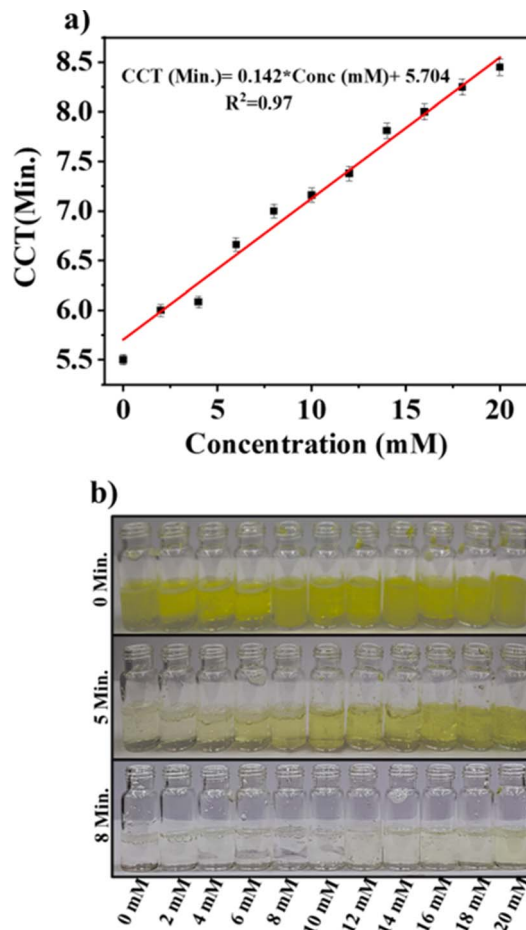 a)
8.5
8.0
7.5
7.0
6.5
6.0
5.5
CCT(Min.)
CCT (Min.)= 0.142*Conc (mM)+ 5.704
R²=0.97
0 5 10 15 20
Concentration (mM)
b)
0 Min.
5 Min.
8 Min.
0 mM 2 mM 4 mM 6 mM 8 mM 10 mM 12 mM 14 mM 16 mM 18 mM 20 mM